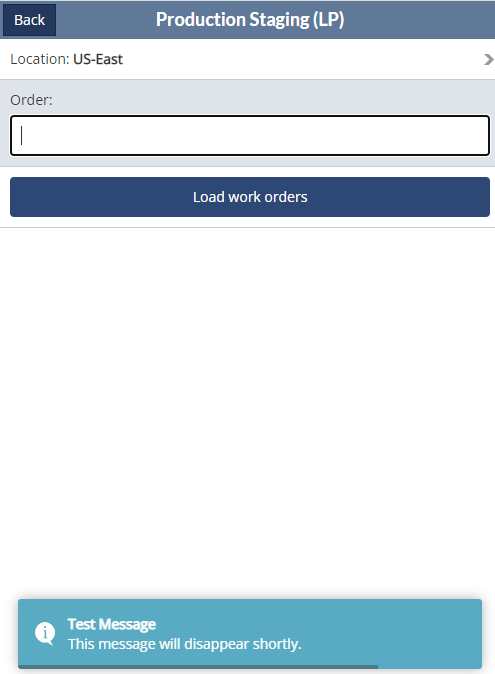 Back
Production Staging (LP)
Location: US-East
Order:
Load work orders
Test Message
This message will disappear shortly.